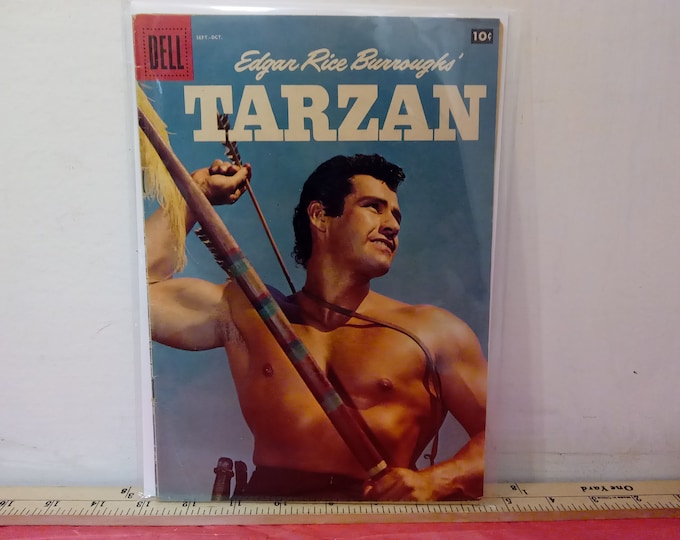 DELL
SEPT.-OCT.
10¢
Edgar Rice Burroughs'
TARZAN
One Yard